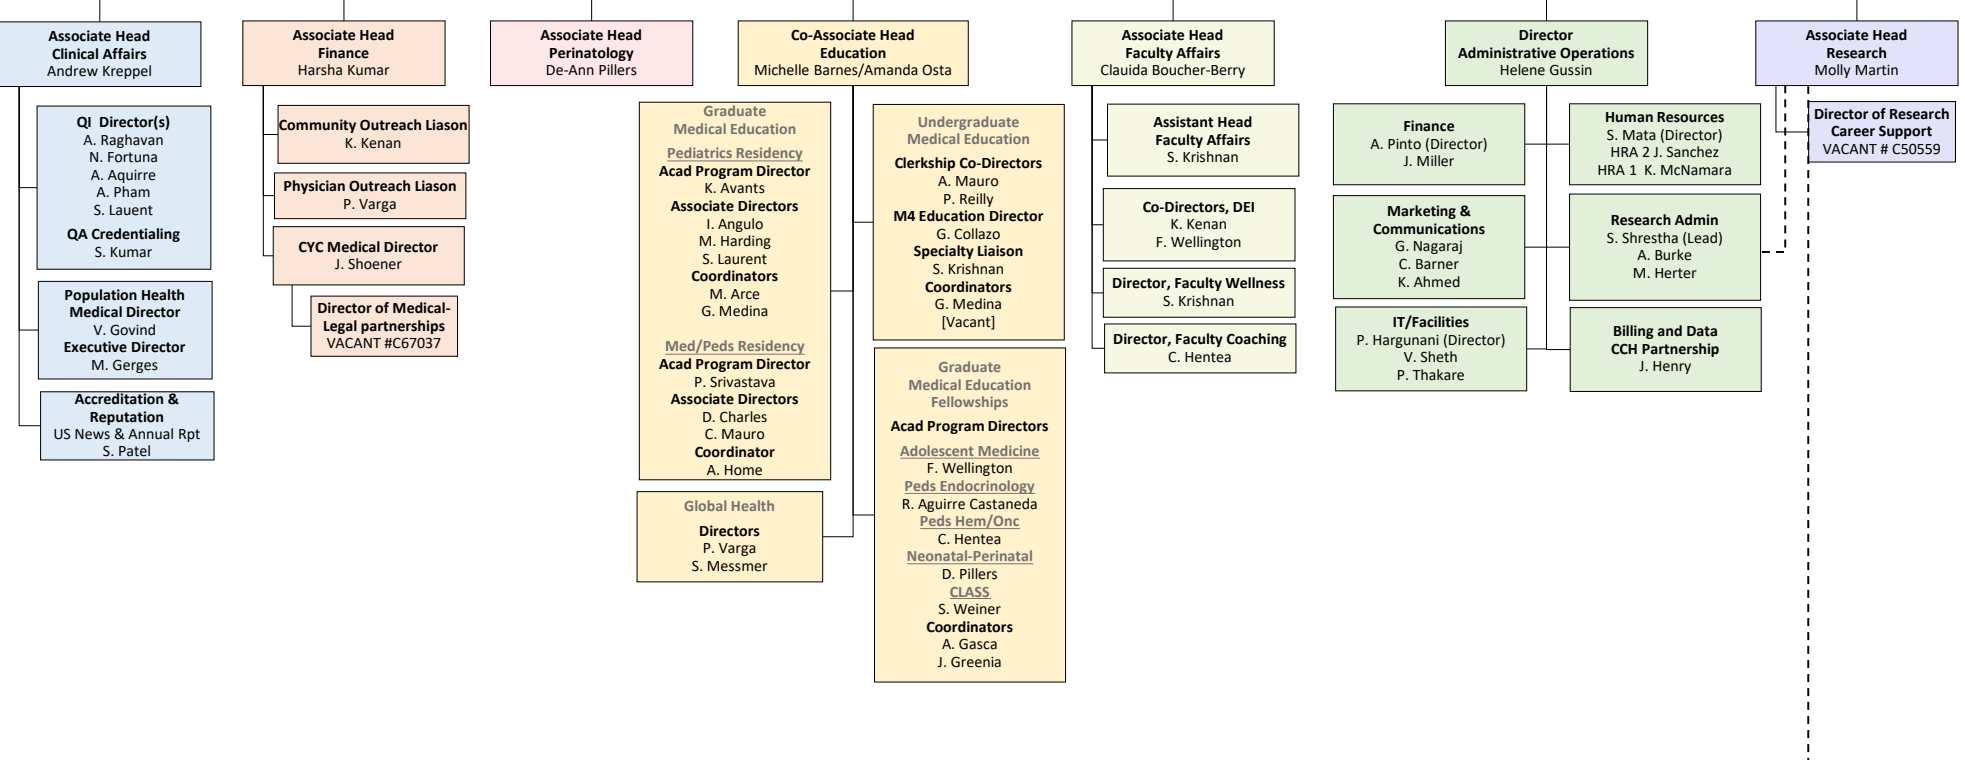 Associate Head
Clinical Affairs
Andrew Kreppel
QI  Director(s)
A. Raghavan
N. Fortuna
A. Aquirre
A. Pham
S. Lauent
QA Credentialing
S. Kumar
Population Health
Medical Director
V. Govind
Executive Director
M. Gerges
Accreditation &
Reputation
US News & Annual Rpt
S. Patel
Associate Head
Finance
Harsha Kumar
Community Outreach Liason
K. Kenan
Physician Outreach Liason
P. Varga
CYC Medical Director
J. Shoener
Director of Medical-
Legal partnerships
VACANT #C67037
Associate Head
Perinatology
De-Ann Pillers
Co-Associate Head
Education
Michelle Barnes/Amanda Osta
Graduate
Medical Education
Pediatrics Residency
Acad Program Director
K. Avants
Associate Directors
I. Angulo
M. Harding
S. Laurent
Coordinators
M. Arce
G. Medina
Med/Peds Residency
Acad Program Director
P. Srivastava
Associate Directors
D. Charles
C. Mauro
Coordinator
A. Home
Global Health
Directors
P. Varga
S. Messmer
Undergraduate
Medical Education
Clerkship Co-Directors
A. Mauro
P. Reilly
M4 Education Director
G. Collazo
Specialty Liaison
S. Krishnan
Coordinators
G. Medina
[Vacant]
Graduate
Medical Education
Fellowships
Acad Program Directors
Adolescent Medicine
F. Wellington
Peds Endocrinology
R. Aguirre Castaneda
Peds Hem/Onc
C. Hentea
Neonatal-Perinatal
D. Pillers
CLASS
S. Weiner
Coordinators
A. Gasca
J. Greenia
Associate Head
Faculty Affairs
Clauida Boucher-Berry
Assistant Head
Faculty Affairs
S. Krishnan
Co-Directors, DEI
K. Kenan
F. Wellington
Director, Faculty Wellness
S. Krishnan
Director, Faculty Coaching
C. Hentea
Director
Administrative Operations
Helene Gussin
Finance
A. Pinto (Director)
J. Miller
Marketing &
Communications
G. Nagaraj
C. Barner
K. Ahmed
IT/Facilities
P. Hargunani (Director)
V. Sheth
P. Thakare
Human Resources
S. Mata (Director)
HRA 2 J. Sanchez
HRA 1  K. McNamara
Research Admin
S. Shrestha (Lead)
A. Burke
M. Herter
Billing and Data
CCH Partnership
J. Henry
Associate Head
Research
Molly Martin
Director of Research
Career Support
VACANT # C50559